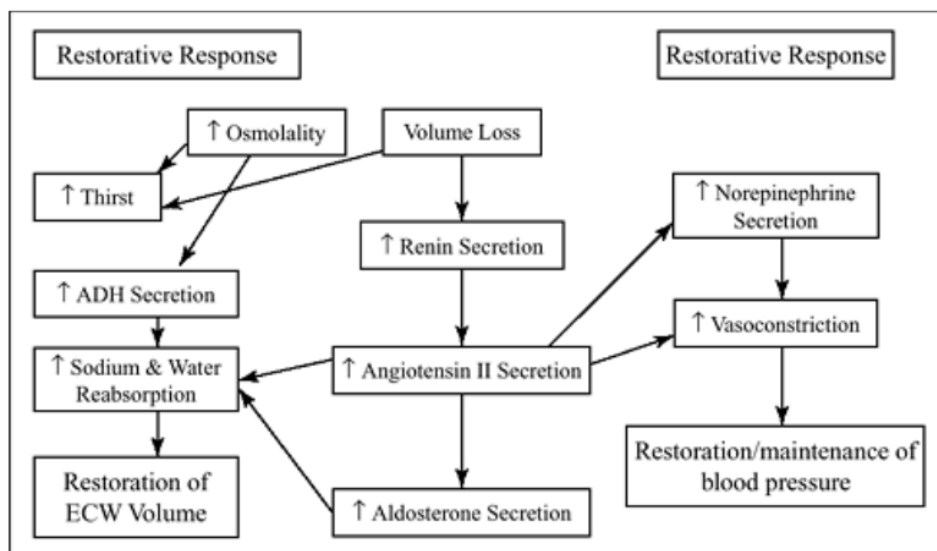 Restorative Response
Restorative Response
↑ Osmolality
Volume Loss
↑ Thirst
↑ Norepinephrine
Secretion
↑ Renin Secretion
↑ ADH Secretion
↑ Vasoconstriction
↑ Sodium & Water
Reabsorption
↑ Angiotensin II Secretion
Restoration/maintenance of
blood pressure
Restoration of
ECW Volume
↑ Aldosterone Secretion